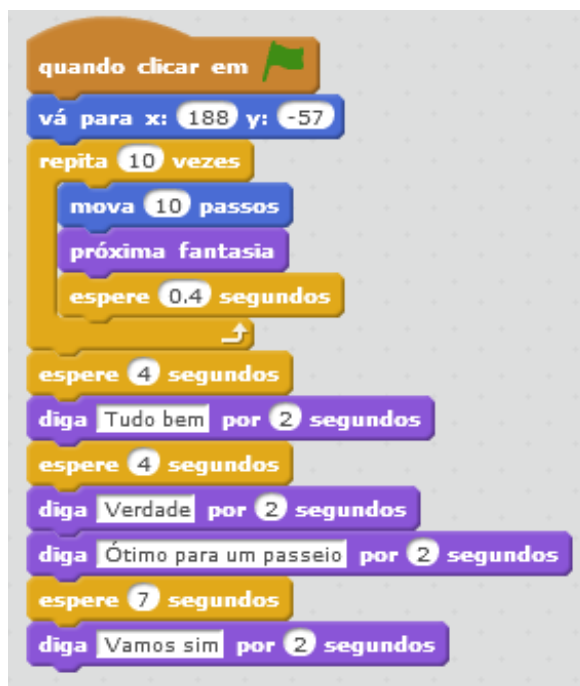 quando clicar em
vá para x: 188 y: -57
repita 10 vezes
mova 10 passos
próxima fantasia
espere 0.4 segundos
espere 4 segundos
diga Tudo bem por 2 segundos
espere 4 segundos
diga Verdade por 2 segundos
diga Ótimo para um passeio por 2 segundos
espere 7 segundos
diga Vamos sim por 2 segundos